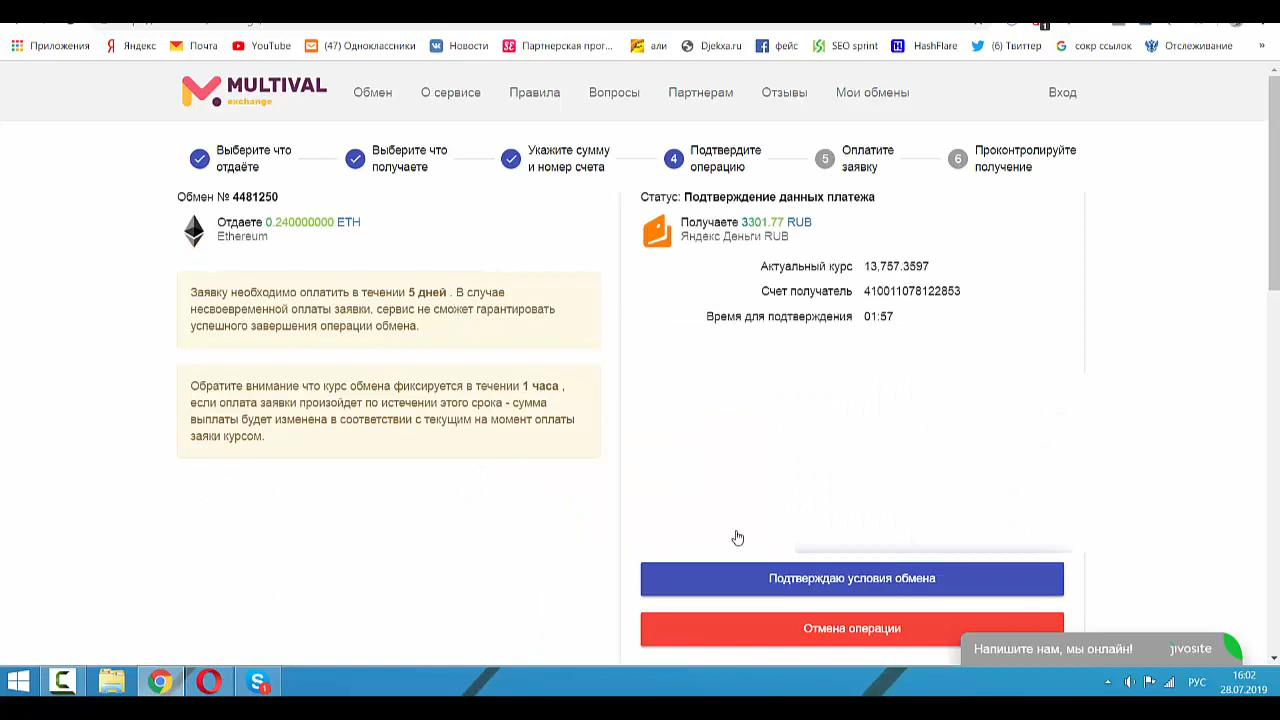 Приложения Яндекс Почта YouTube (47) Одноклассники Новости Партнерская прог... али Djekxa.ru фейс SEO sprint HashFlare (6) Твиттер сокр ссылок Отслеживание »
MULTIVAL
exchange
Обмен О сервисе Правила Вопросы Партнерам Отзывы Мои обмены Вход
Выберите что
отдаёте
Выберите что
получаете
Укажите сумму
и номер счета
4 Подтвердите
операцию
5 Оплатите
заявку
6 Проконтролируйте
получение
Обмен № 4481250
Отдаете 0.240000000 ETH
Ethereum
Заявку необходимо оплатить в течении 5 дней . В случае
несвоевременной оплаты заявки, сервис не сможет гарантировать
успешного завершения операции обмена.
Обратите внимание что курс обмена фиксируется в течении 1 часа ,
если оплата заявки произойдет по истечении этого срока - сумма
выплаты будет изменена в соответствии с текущим на момент оплаты
заяки курсом.
Статус: Подтверждение данных платежа
Получаете 3301.77 RUB
Яндекс Деньги RUB
Актуальный курс 13,757.3597
Счет получатель 410011078122853
Время для подтверждения 01:57
Подтверждаю условия обмена
Отмена операции
Напишите нам, мы онлайн! jivosite
РУС
16:02
28.07.2019